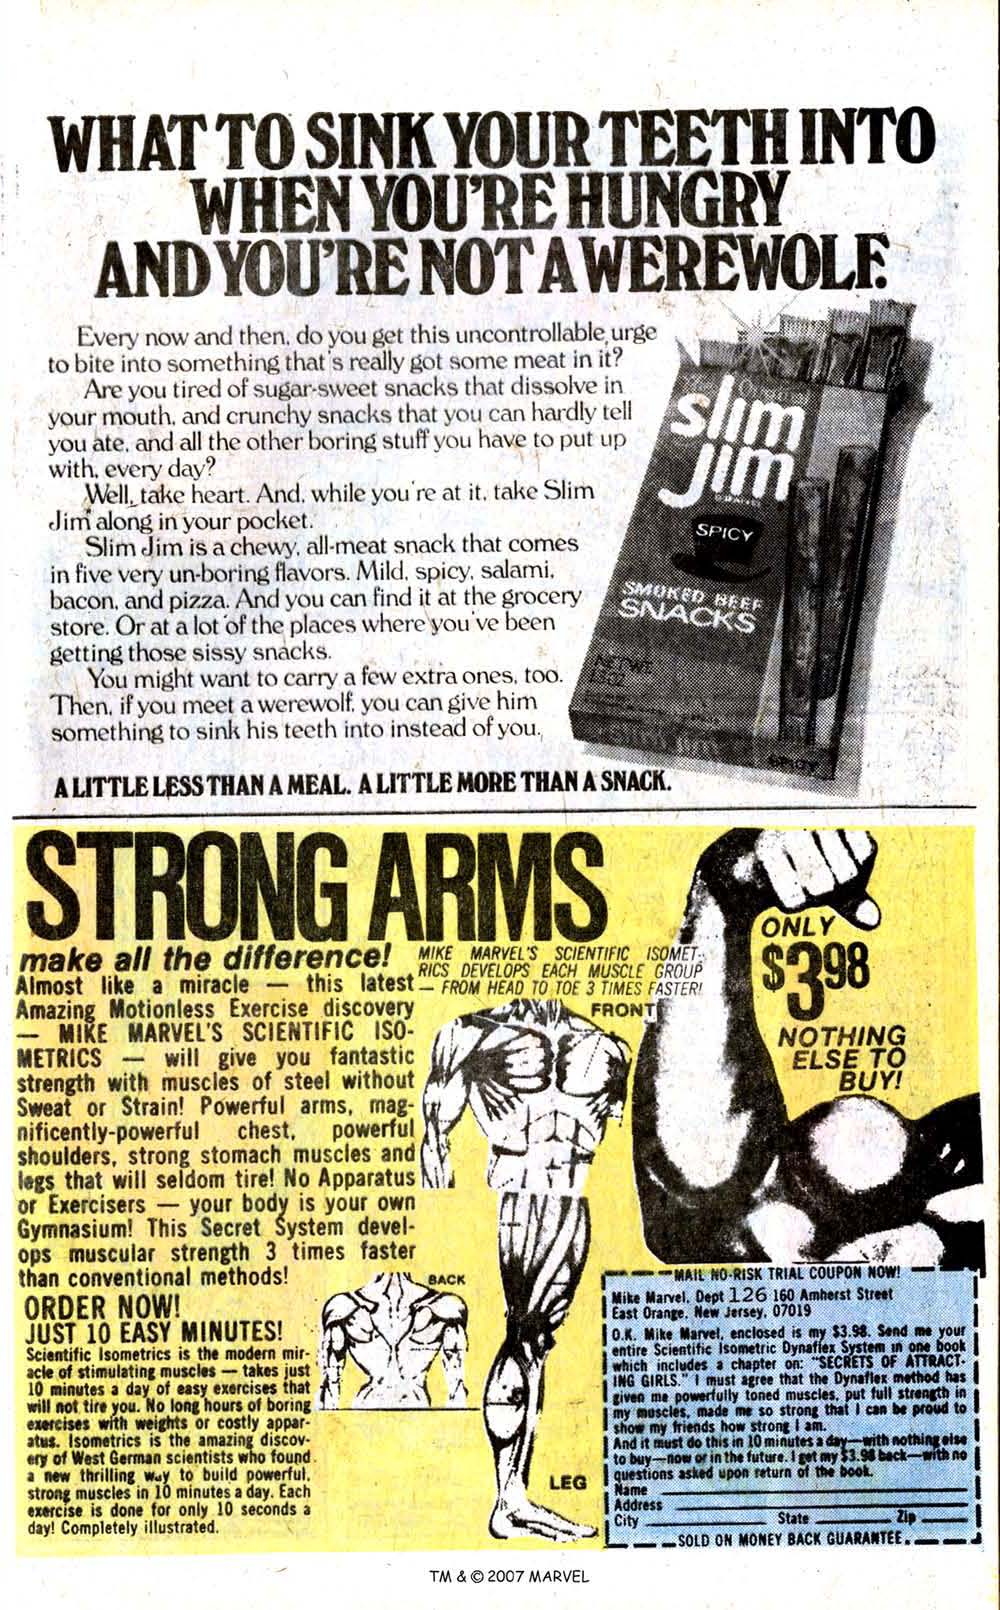 WHAT TO SINK YOUR TEETH INTO
WHEN YOU'RE HUNGRY
AND YOU'RE NOT A WEREWOLF.
Every now and then, do you get this uncontrollable urge
to bite into something that's really got some meat in it?
Are you tired of sugar-sweet snacks that dissolve in
your mouth, and crunchy snacks that you can hardly tell
you ate, and all the other boring stuff you have to put up
with, every day?
Well, take heart. And, while you're at it, take Slim
Jim along in your pocket.
Slim Jim is a chewy, all-meat snack that comes
in five very un-boring flavors. Mild, spicy, salami,
bacon, and pizza. And you can find it at the grocery
store. Or at a lot of the places where you've been
getting those sissy snacks.
You might want to carry a few extra ones, too.
Then, if you meet a werewolf, you can give him
something to sink his teeth into instead of you.
slim
jim
SPICY
SMOKED BEEF
SNACKS
NET WT.
SPICY
A LITTLE LESS THAN A MEAL. A LITTLE MORE THAN A SNACK.
STRONG ARMS
make all the difference!
Almost like a miracle — this latest
Amazing Motionless Exercise discovery
— MIKE MARVEL'S SCIENTIFIC ISO-
METRICS — will give you fantastic
strength with muscles of steel without
Sweat or Strain! Powerful arms, mag-
nificently-powerful chest, powerful
shoulders, strong stomach muscles and
legs that will seldom tire! No Apparatus
or Exercisers — your body is your own
Gymnasium! This Secret System devel-
ops muscular strength 3 times faster
than conventional methods!
ORDER NOW!
JUST 10 EASY MINUTES!
Scientific Isometrics is the modern mir-
acle of stimulating muscles — takes just
10 minutes a day of easy exercises that
will not tire you. No long hours of boring
exercises with weights or costly appar-
atus. Isometrics is the amazing discov-
ery of West German scientists who found
a new thrilling way to build powerful,
strong muscles in 10 minutes a day. Each
exercise is done for only 10 seconds a
day! Completely illustrated.
MIKE MARVEL'S SCIENTIFIC ISOMET-
RICS DEVELOPS EACH MUSCLE GROUP
— FROM HEAD TO TOE 3 TIMES FASTER!
FRONT
BACK
LEG
ONLY
$3.98
NOTHING
ELSE TO
BUY!
MAIL NO-RISK TRIAL COUPON NOW!
Mike Marvel, Dept 126 160 Amherst Street
East Orange, New Jersey, 07019
O.K. Mike Marvel, enclosed is my $3.98. Send me your
entire Scientific Isometric Dynaflex System in one book
which includes a chapter on: "SECRETS OF ATTRACT-
ING GIRLS." I must agree that the Dynaflex method has
given me powerfully toned muscles, put full strength in
my muscles, made me so strong that I can be proud to
show my friends how strong I am.
And it must do this in 10 minutes a day—with nothing else
to buy—now or in the future. I get my $3.98 back—with no
questions asked upon return of the book.
Name
Address
City State Zip
SOLD ON MONEY BACK GUARANTEE.
TM & © 2007 MARVEL